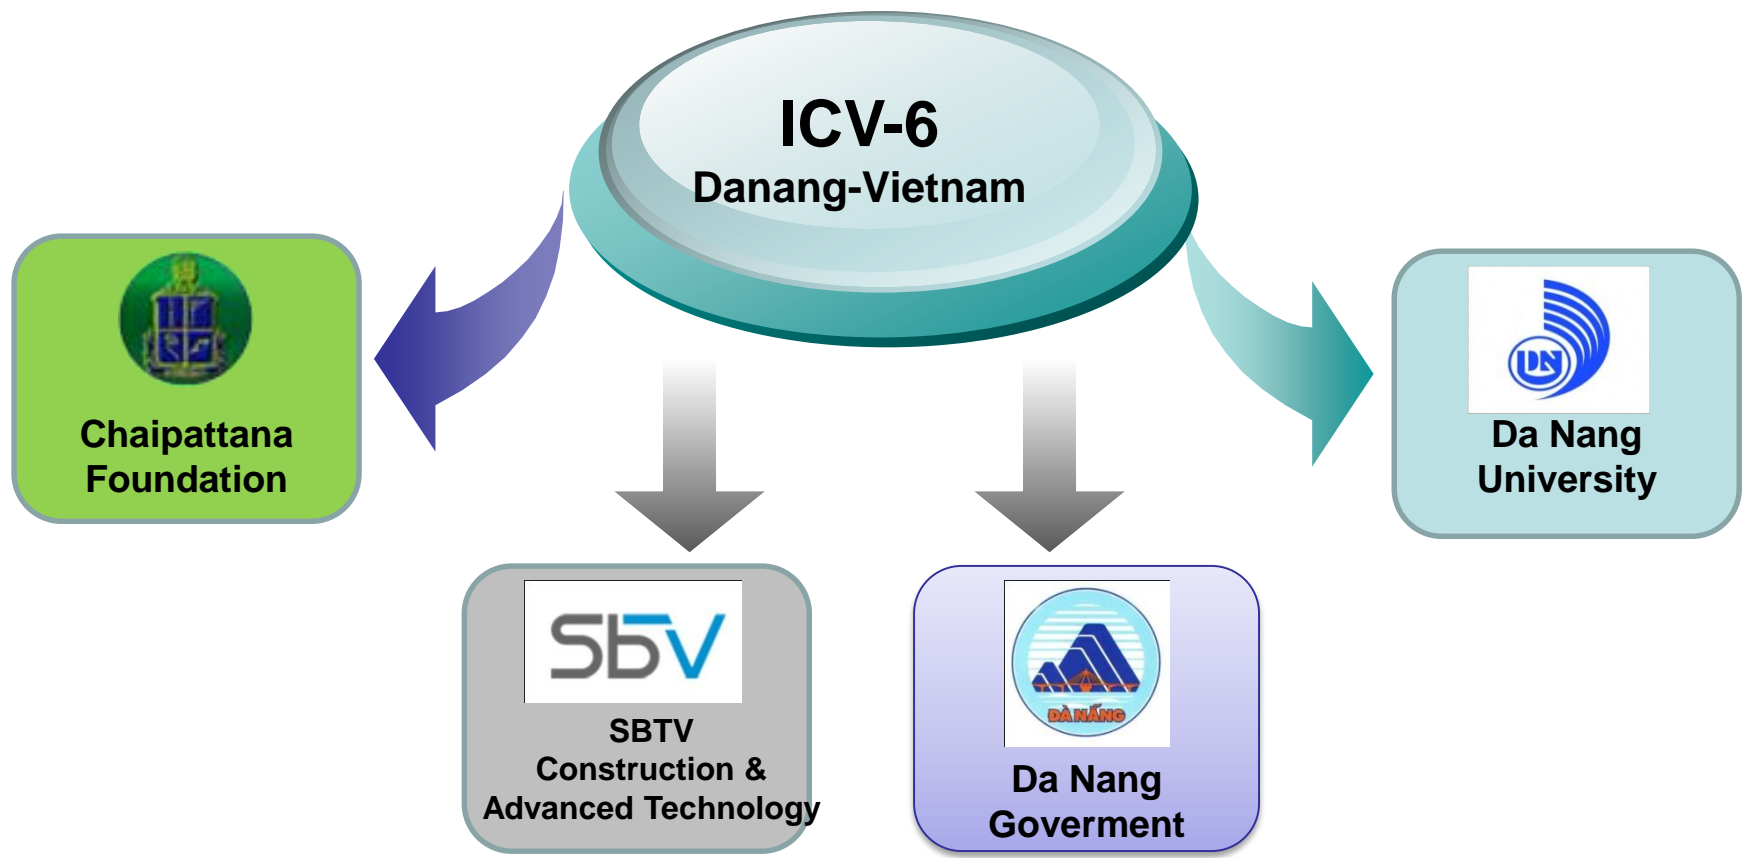 ICV-6
Danang-Vietnam
Chaipattana
Foundation
DN
Da Nang
University
SbV
SBTV
Construction &
Advanced Technology
ĐÀ NẴNG
Da Nang
Goverment